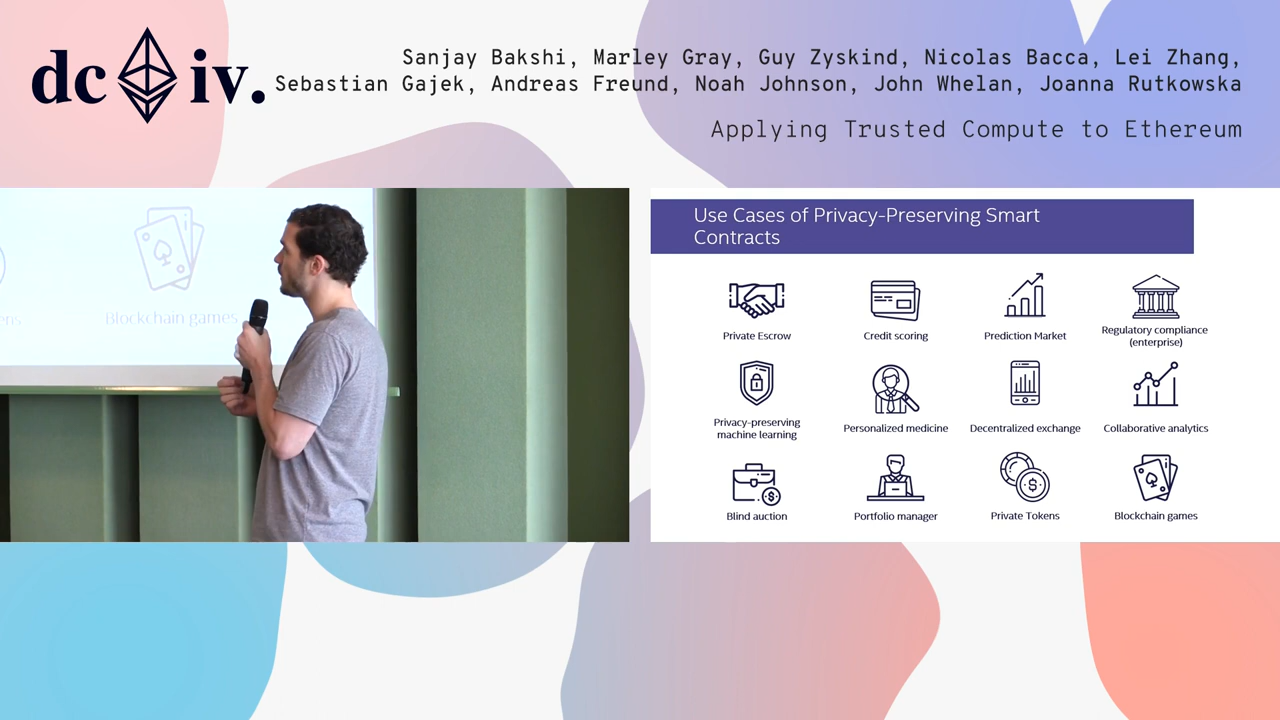 dc iv.
Sanjay Bakshi, Marley Gray, Guy Zyskind, Nicolas Bacca, Lei Zhang,
Sebastian Gajek, Andreas Freund, Noah Johnson, John Whelan, Joanna Rutkowska
Applying Trusted Compute to Ethereum
Blockchain games
Use Cases of Privacy-Preserving Smart
Contracts
Private Escrow
Credit scoring
Prediction Market
Regulatory compliance
(enterprise)
Privacy-preserving
machine learning
Personalized medicine
Decentralized exchange
Collaborative analytics
Blind auction
Portfolio manager
Private Tokens
Blockchain games